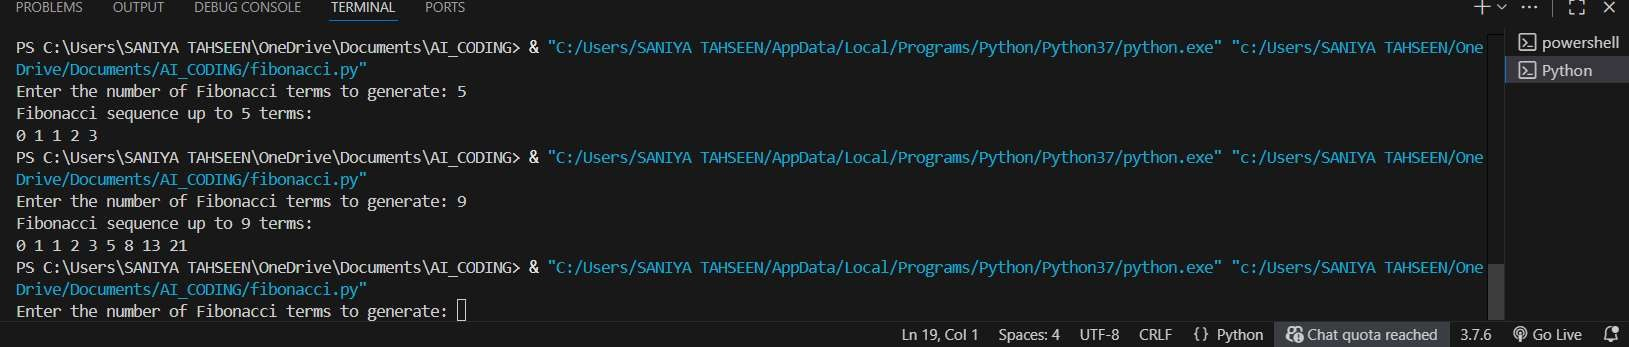 PROBLEMS OUTPUT DEBUG CONSOLE TERMINAL PORTS
PS C:\Users\SANIYA TAHSEEN\OneDrive\Documents\AI_CODING> & "C:/Users/SANIYA TAHSEEN/AppData/Local/Programs/Python/Python37/python.exe" "c:/Users/SANIYA TAHSEEN/One
Drive/Documents/AI_CODING/fibonacci.py"
Enter the number of Fibonacci terms to generate: 5
Fibonacci sequence up to 5 terms:
0 1 1 2 3
PS C:\Users\SANIYA TAHSEEN\OneDrive\Documents\AI_CODING> & "C:/Users/SANIYA TAHSEEN/AppData/Local/Programs/Python/Python37/python.exe" "c:/Users/SANIYA TAHSEEN/One
Drive/Documents/AI_CODING/fibonacci.py"
Enter the number of Fibonacci terms to generate: 9
Fibonacci sequence up to 9 terms:
0 1 1 2 3 5 8 13 21
PS C:\Users\SANIYA TAHSEEN\OneDrive\Documents\AI_CODING> & "C:/Users/SANIYA TAHSEEN/AppData/Local/Programs/Python/Python37/python.exe" "c:/Users/SANIYA TAHSEEN/One
Drive/Documents/AI_CODING/fibonacci.py"
Enter the number of Fibonacci terms to generate:
powershell
Python
Ln 19, Col 1 Spaces: 4 UTF-8 CRLF {} Python Chat quota reached 3.7.6 Go Live